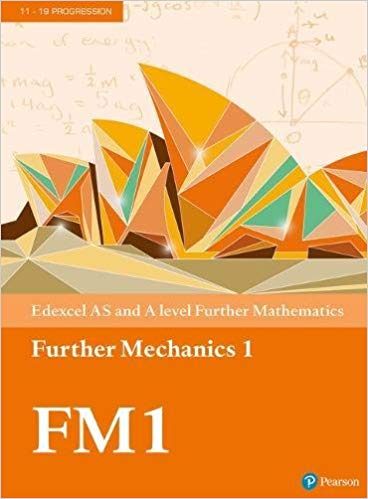 11 - 19 PROGRESSION
Edexcel AS and A level Further Mathematics
Further Mechanics 1
FM1
Pearson